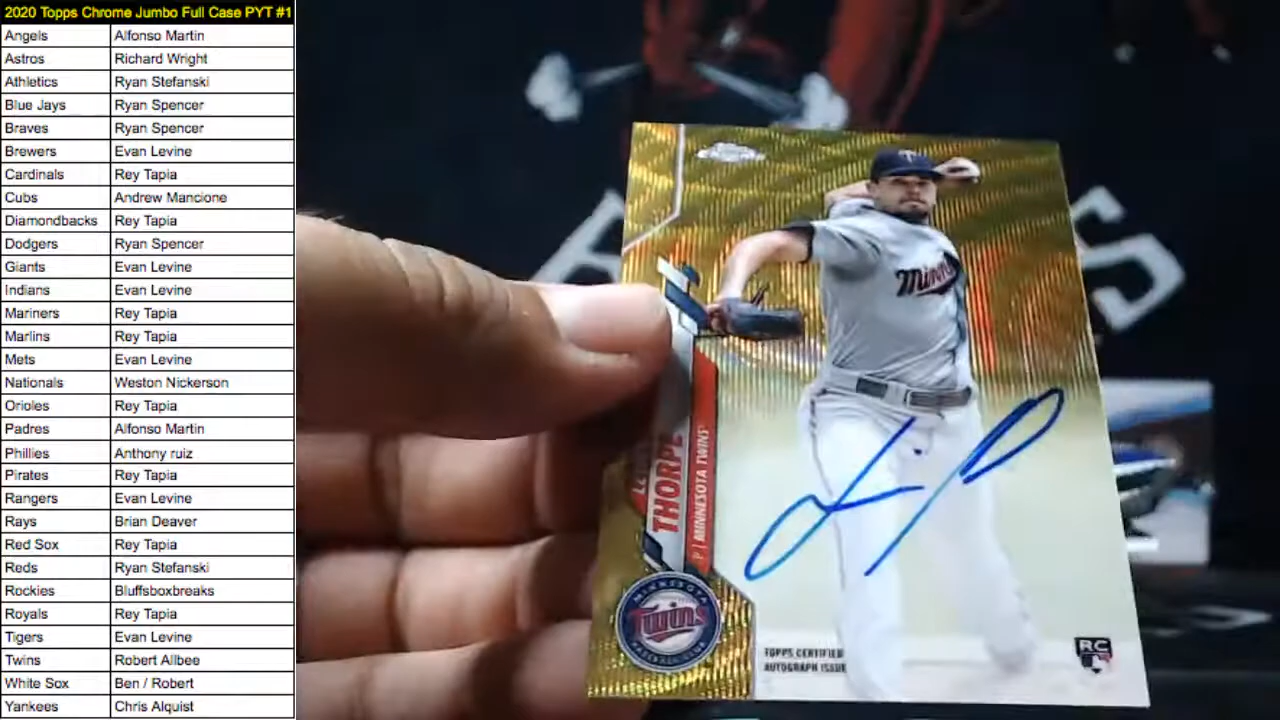 2020 Topps Chrome Jumbo Full Case PYT #1
Angels Alfonso Martin
Astros Richard Wright
Athletics Ryan Stefanski
Blue Jays Ryan Spencer
Braves Ryan Spencer
Brewers Evan Levine
Cardinals Rey Tapia
Cubs Andrew Mancione
Diamondbacks Rey Tapia
Dodgers Ryan Spencer
Giants Evan Levine
Indians Evan Levine
Mariners Rey Tapia
Marlins Rey Tapia
Mets Evan Levine
Nationals Weston Nickerson
Orioles Rey Tapia
Padres Alfonso Martin
Phillies Anthony ruiz
Pirates Rey Tapia
Rangers Evan Levine
Rays Brian Deaver
Red Sox Rey Tapia
Reds Ryan Stefanski
Rockies Bluffsboxbreaks
Royals Rey Tapia
Tigers Evan Levine
Twins Robert Allbee
White Sox Ben / Robert
Yankees Chris Alquist
THORPE
P | MINNESOTA TWINS
MINNESOTA
Twins
BASEBALL CLUB
TOPPS CERTIFIED
AUTOGRAPH ISSUE
RC